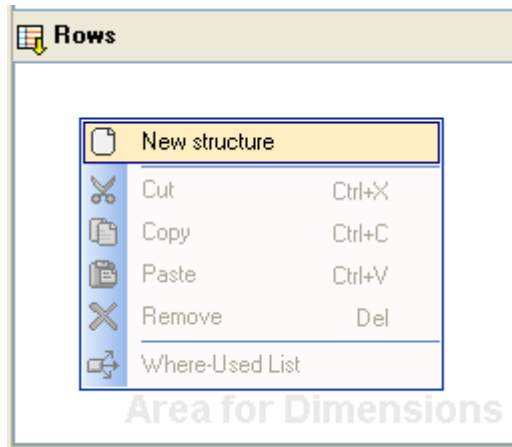 Rows
New structure
Cut Ctrl+X
Copy Ctrl+C
Paste Ctrl+V
Remove Del
Where-Used List
Area for Dimensions